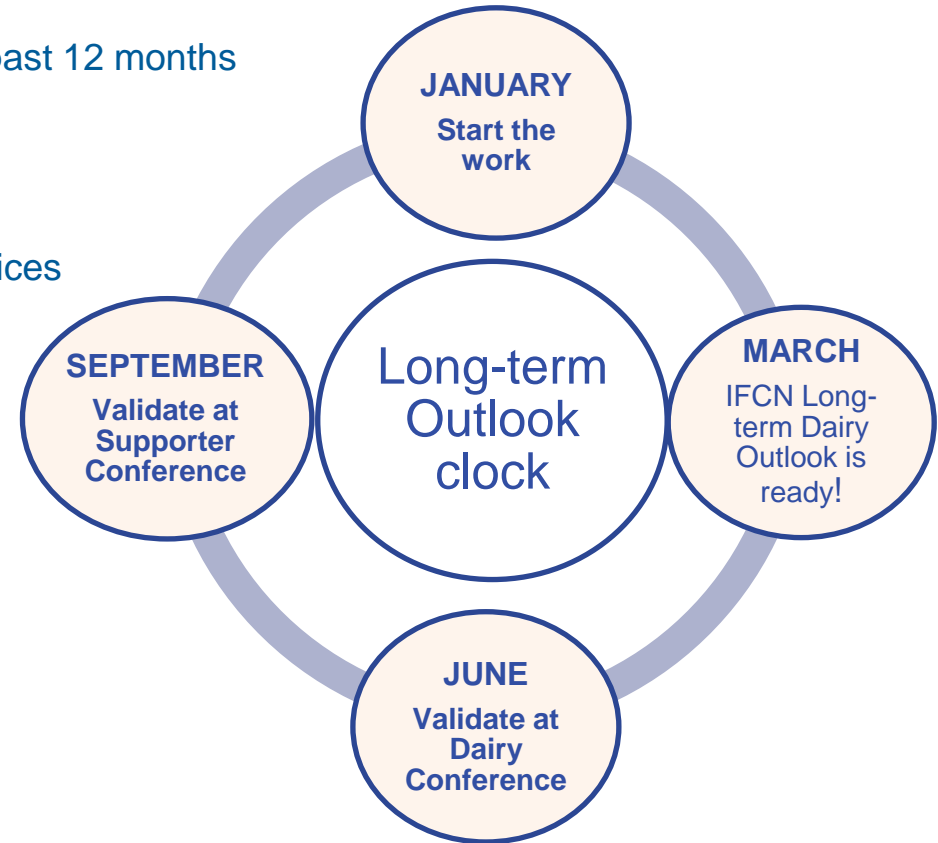 past 12 months
ices
JANUARY
Start the
work
MARCH
IFCN Long-
term Dairy
Outlook is
ready!
JUNE
Validate at
Dairy
Conference
SEPTEMBER
Validate at
Supporter
Conference
Long-term
Outlook
clock